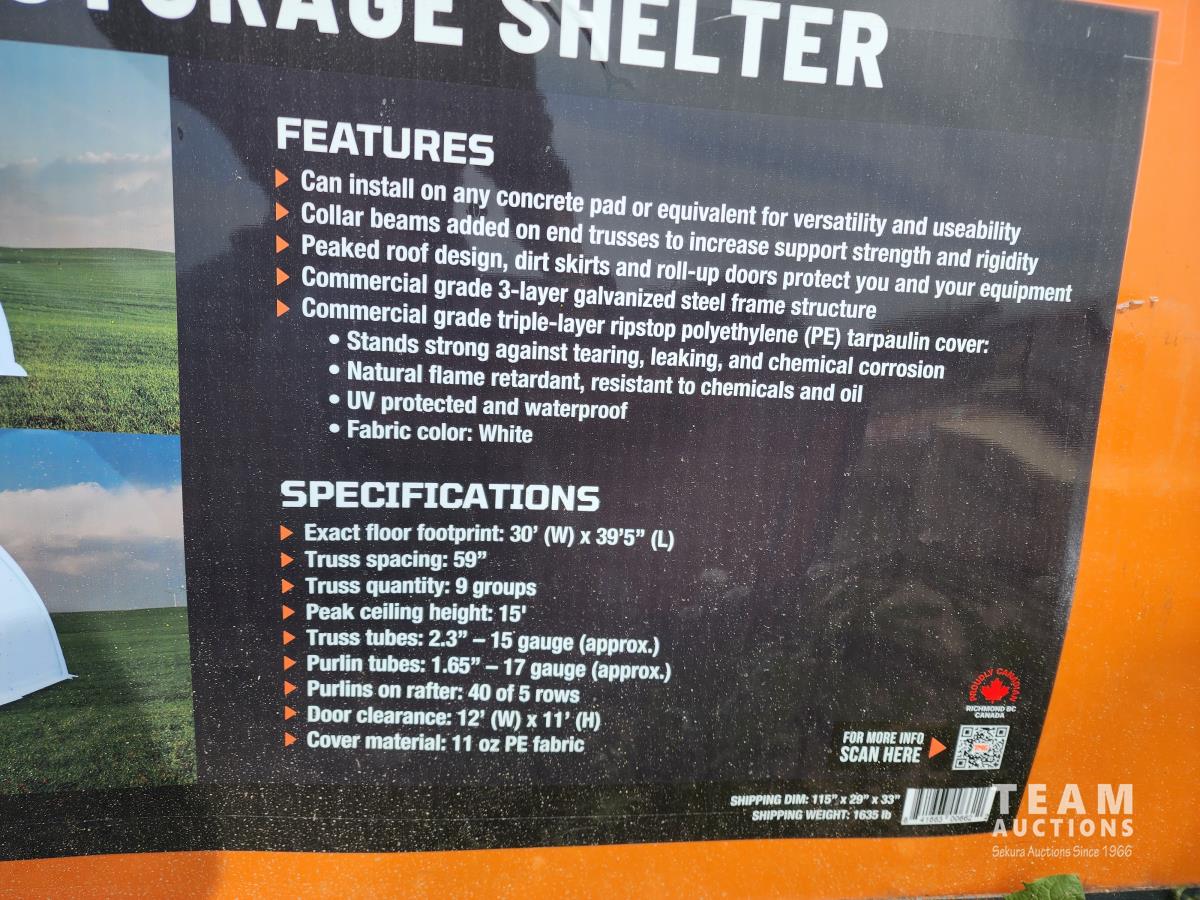 STORAGE SHELTER
FEATURES
Can install on any concrete pad or equivalent for versatility and useability
Collar beams added on end trusses to increase support strength and rigidity
Peaked roof design, dirt skirts and roll-up doors protect you and your equipment
Commercial grade 3-layer galvanized steel frame structure
Commercial grade triple-layer ripstop polyethylene (PE) tarpaulin cover:
• Stands strong against tearing, leaking, and chemical corrosion
• Natural flame retardant, resistant to chemicals and oil
• UV protected and waterproof
• Fabric color: White
SPECIFICATIONS
Exact floor footprint: 30' (W) x 39'5” (L)
Truss spacing: 59”
Truss quantity: 9 groups
Peak ceiling height: 15'
Truss tubes: 2.3” – 15 gauge (approx.)
Purlin tubes: 1.65” – 17 gauge (approx.)
Purlins on rafter: 40 of 5 rows
Door clearance: 12' (W) x 11' (H)
Cover material: 11 oz PE fabric
PROUDLY CANADIAN
RICHMOND BC
CANADA
FOR MORE INFO
SCAN HERE
SHIPPING DIM: 115” x 29” x 33”
SHIPPING WEIGHT: 1635 lb
TEAM
AUCTIONS
Sekura Auctions Since 1966